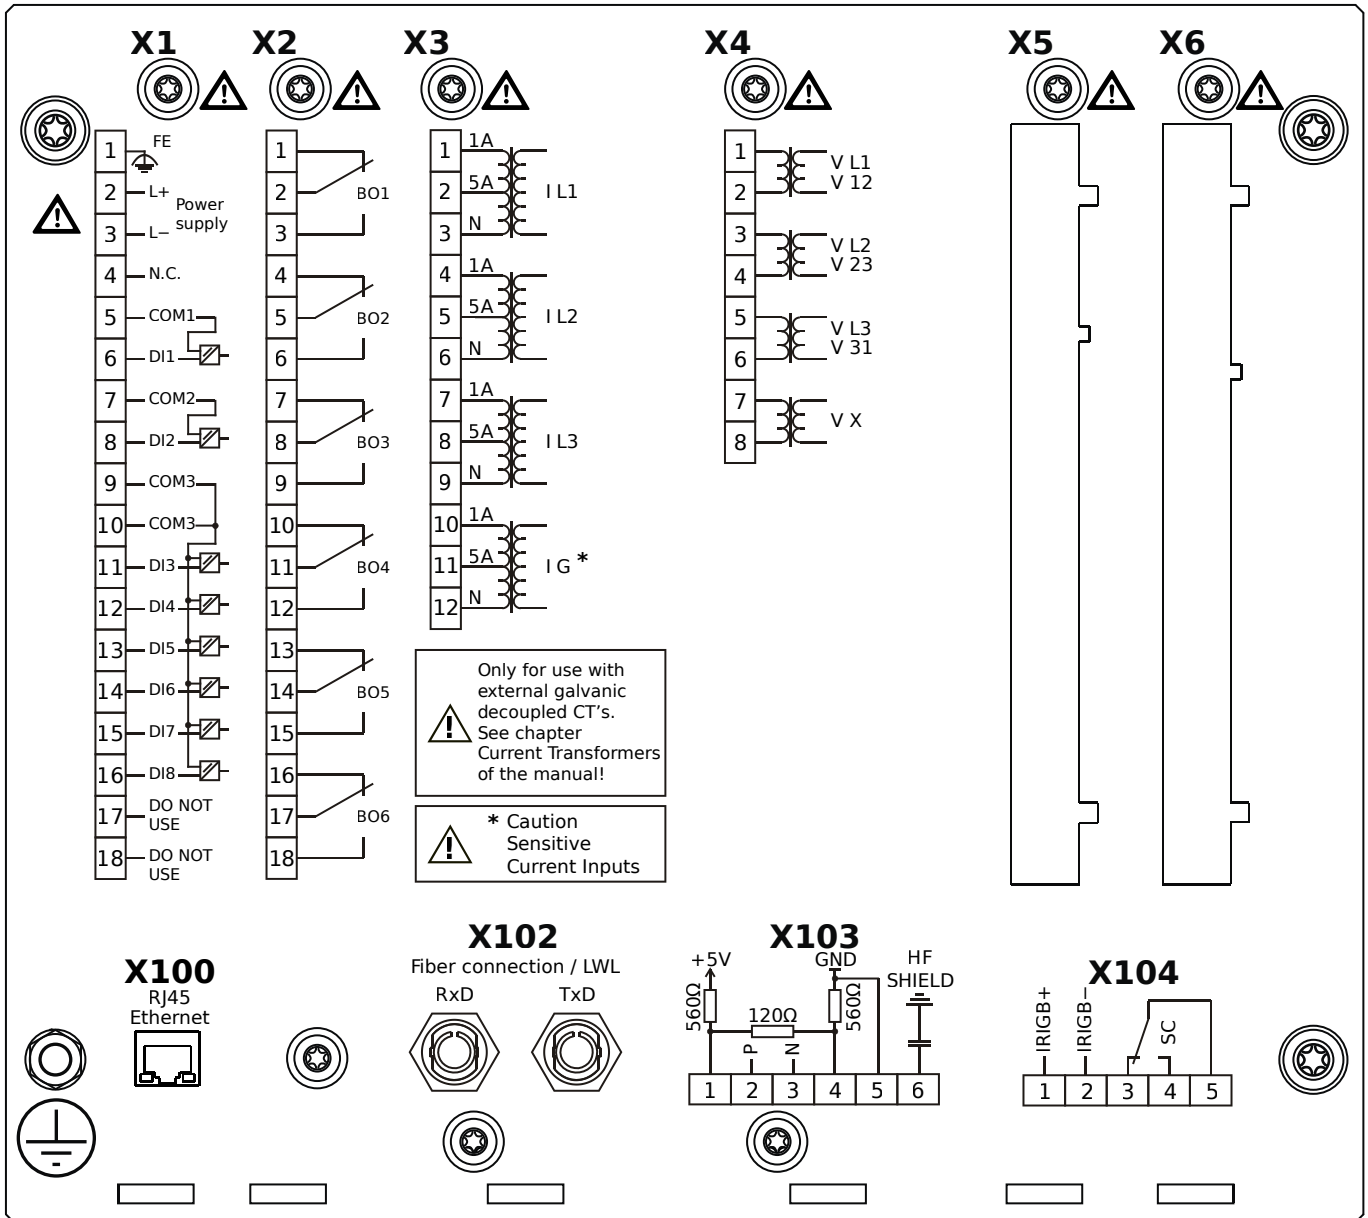 X1
X2
X3
X4
X5
X6
1 FE
2 L+
Power
supply
3 L−
4 N.C.
5 COM1
6 DI1
7 COM2
8 DI2
9 COM3
10 COM3
11 DI3
12 DI4
13 DI5
14 DI6
15 DI7
16 DI8
17 DO NOT
USE
18 DO NOT
USE
1
2 BO1
3
4
5 BO2
6
7
8 BO3
9
10
11 BO4
12
13
14 BO5
15
16
17 BO6
18
1 1A
2 5A I L1
3 N
4 1A
5 5A I L2
6 N
7 1A
8 5A I L3
9 N
10 1A
11 5A I G *
12 N
Only for use with
external galvanic
decoupled CT's.
See chapter
Current Transformers
of the manual!
* Caution
Sensitive
Current Inputs
1 V L1
2 V 12
3 V L2
4 V 23
5 V L3
6 V 31
7 V X
8
X100
RJ45
Ethernet
X102
Fiber connection / LWL
RxD TxD
X103
+5V GND HF
SHIELD
560Ω 560Ω
120Ω
P N
1 2 3 4 5 6
X104
IRIGB+ IRIGB− SC
1 2 3 4 5